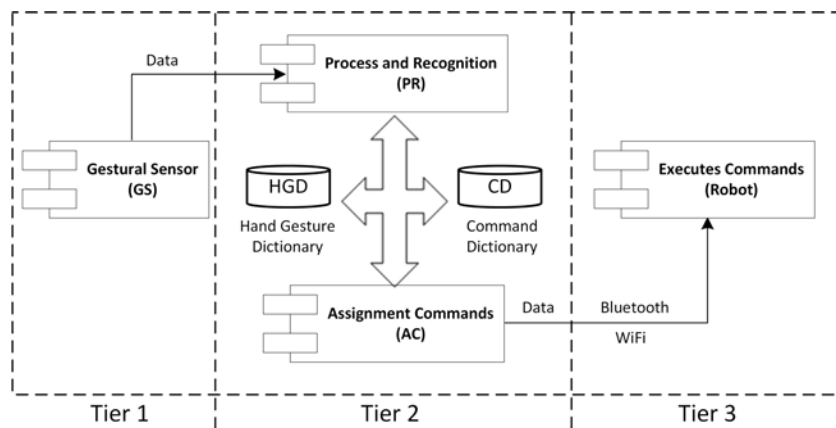 Data
Process and Recognition
(PR)
Gestural Sensor
(GS)
HGD
Hand Gesture
Dictionary
CD
Command
Dictionary
Executes Commands
(Robot)
Assignment Commands
(AC)
Data
Bluetooth
WiFi
Tier 1
Tier 2
Tier 3